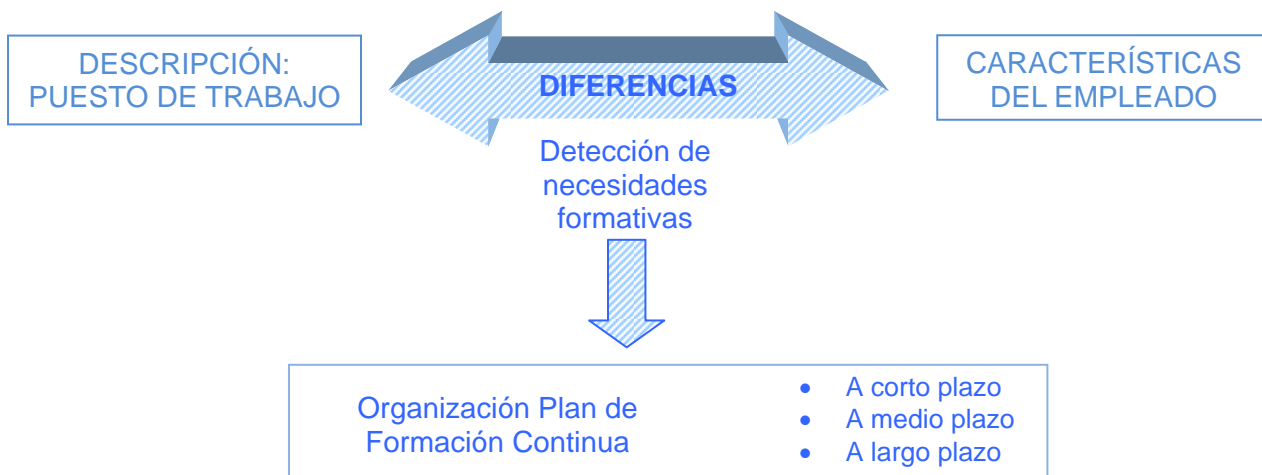 DESCRIPCIÓN:
PUESTO DE TRABAJO
DIFERENCIAS
CARACTERÍSTICAS
DEL EMPLEADO
Detección de
necesidades
formativas
Organización Plan de
Formación Continua
• A corto plazo
• A medio plazo
• A largo plazo